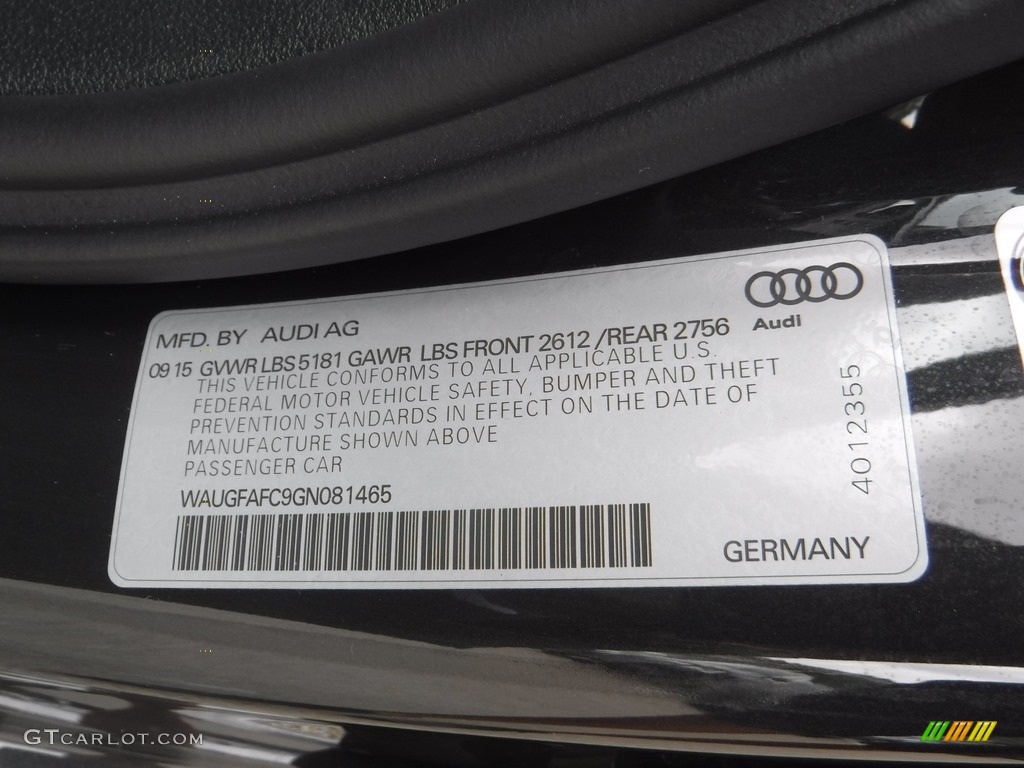 MFD. BY AUDI AG
Audi
09 15 GVWR LBS 5181 GAWR LBS FRONT 2612 /REAR 2756
THIS VEHICLE CONFORMS TO ALL APPLICABLE U.S.
FEDERAL MOTOR VEHICLE SAFETY, BUMPER AND THEFT
PREVENTION STANDARDS IN EFFECT ON THE DATE OF
MANUFACTURE SHOWN ABOVE
PASSENGER CAR
4012355
WAUGFAFC9GN081465
GERMANY
GTCARLOT.COM